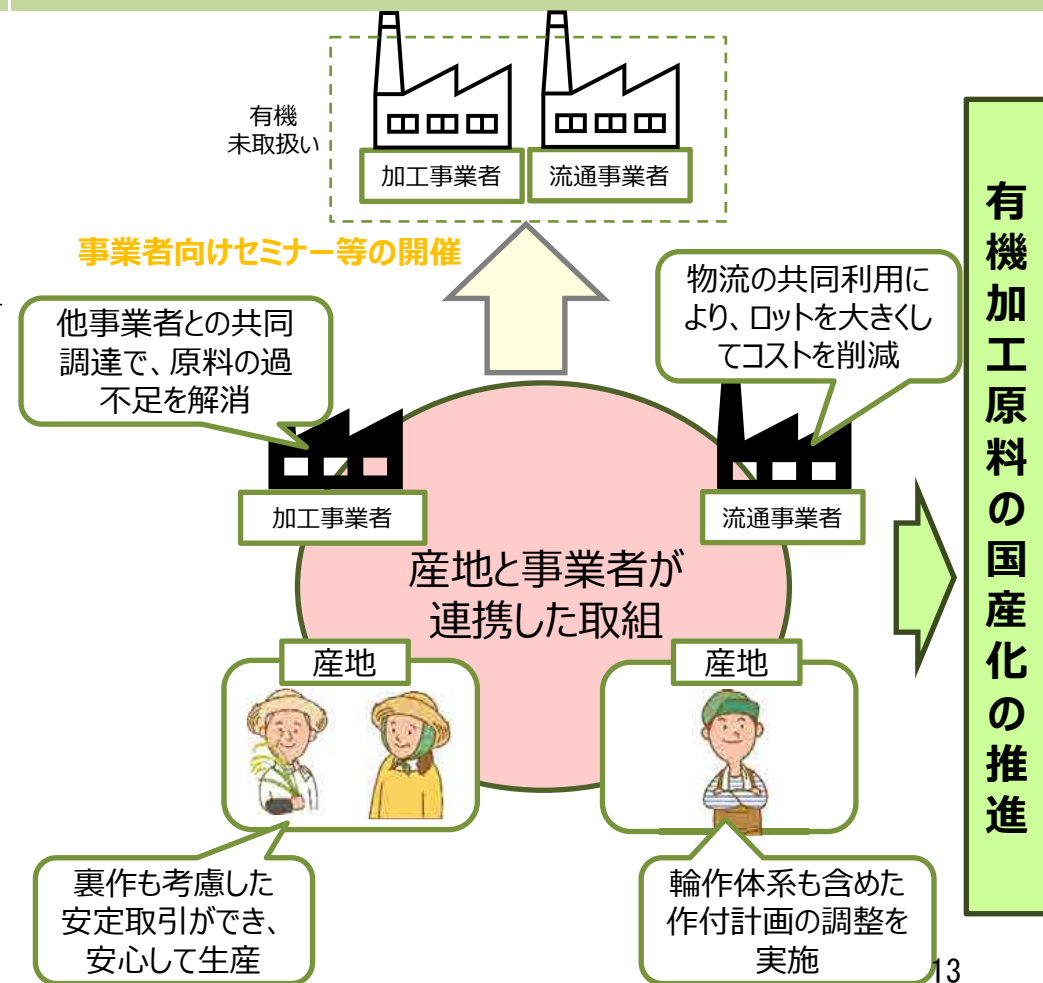 有機
未取扱い
加工事業者
流通事業者
事業者向けセミナー等の開催
他事業者との共同
調達で、原料の過
不足を解消
物流の共同利用に
より、ロットを大きくし
てコストを削減
加工事業者
流通事業者
産地と事業者が
連携した取組
産地
産地
裏作も考慮した
安定取引ができ、
安心して生産
輪作体系も含めた
作付計画の調整を
実施
有機加工原料の国産化の推進
13